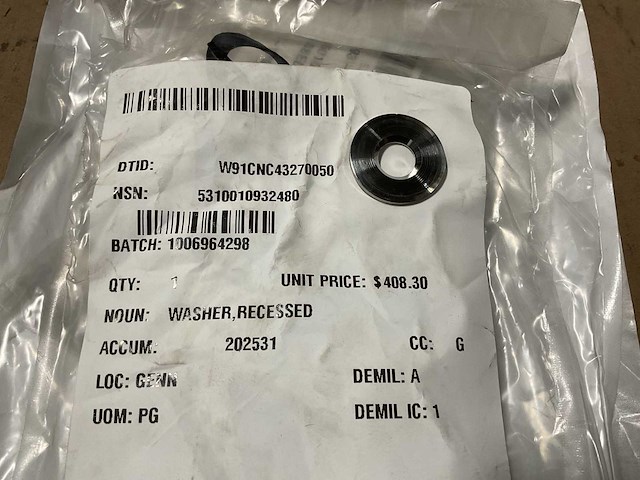 DTID: W91CNC43270050
NSN: 5310010932480
BATCH: 1006964298
QTY: 1 UNIT PRICE: $408.30
NOUN: WASHER,RECESSED
ACCUM: 202531 CC: G
LOC: GENN DEMIL: A
UOM: PG DEMIL IC: 1